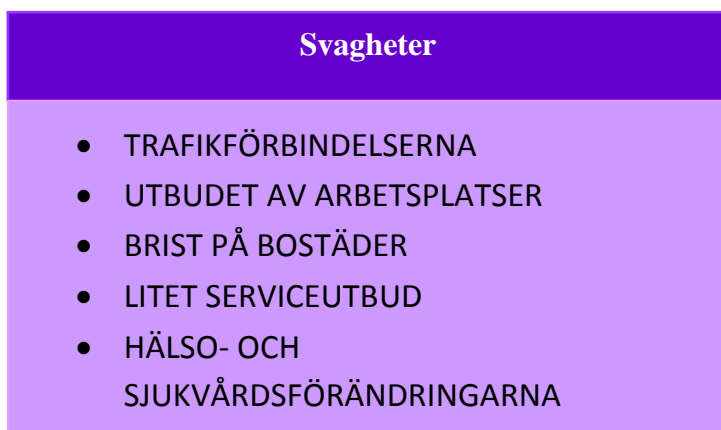 Svagheter
• TRAFIKFÖRBINDELSERNA
• UTBUDET AV ARBETSPLATSER
• BRIST PÅ BOSTÄDER
• LITET SERVICEUTBUD
• HÄLSO- OCH
SJUKVÅRDSFÖRÄNDRINGARNA